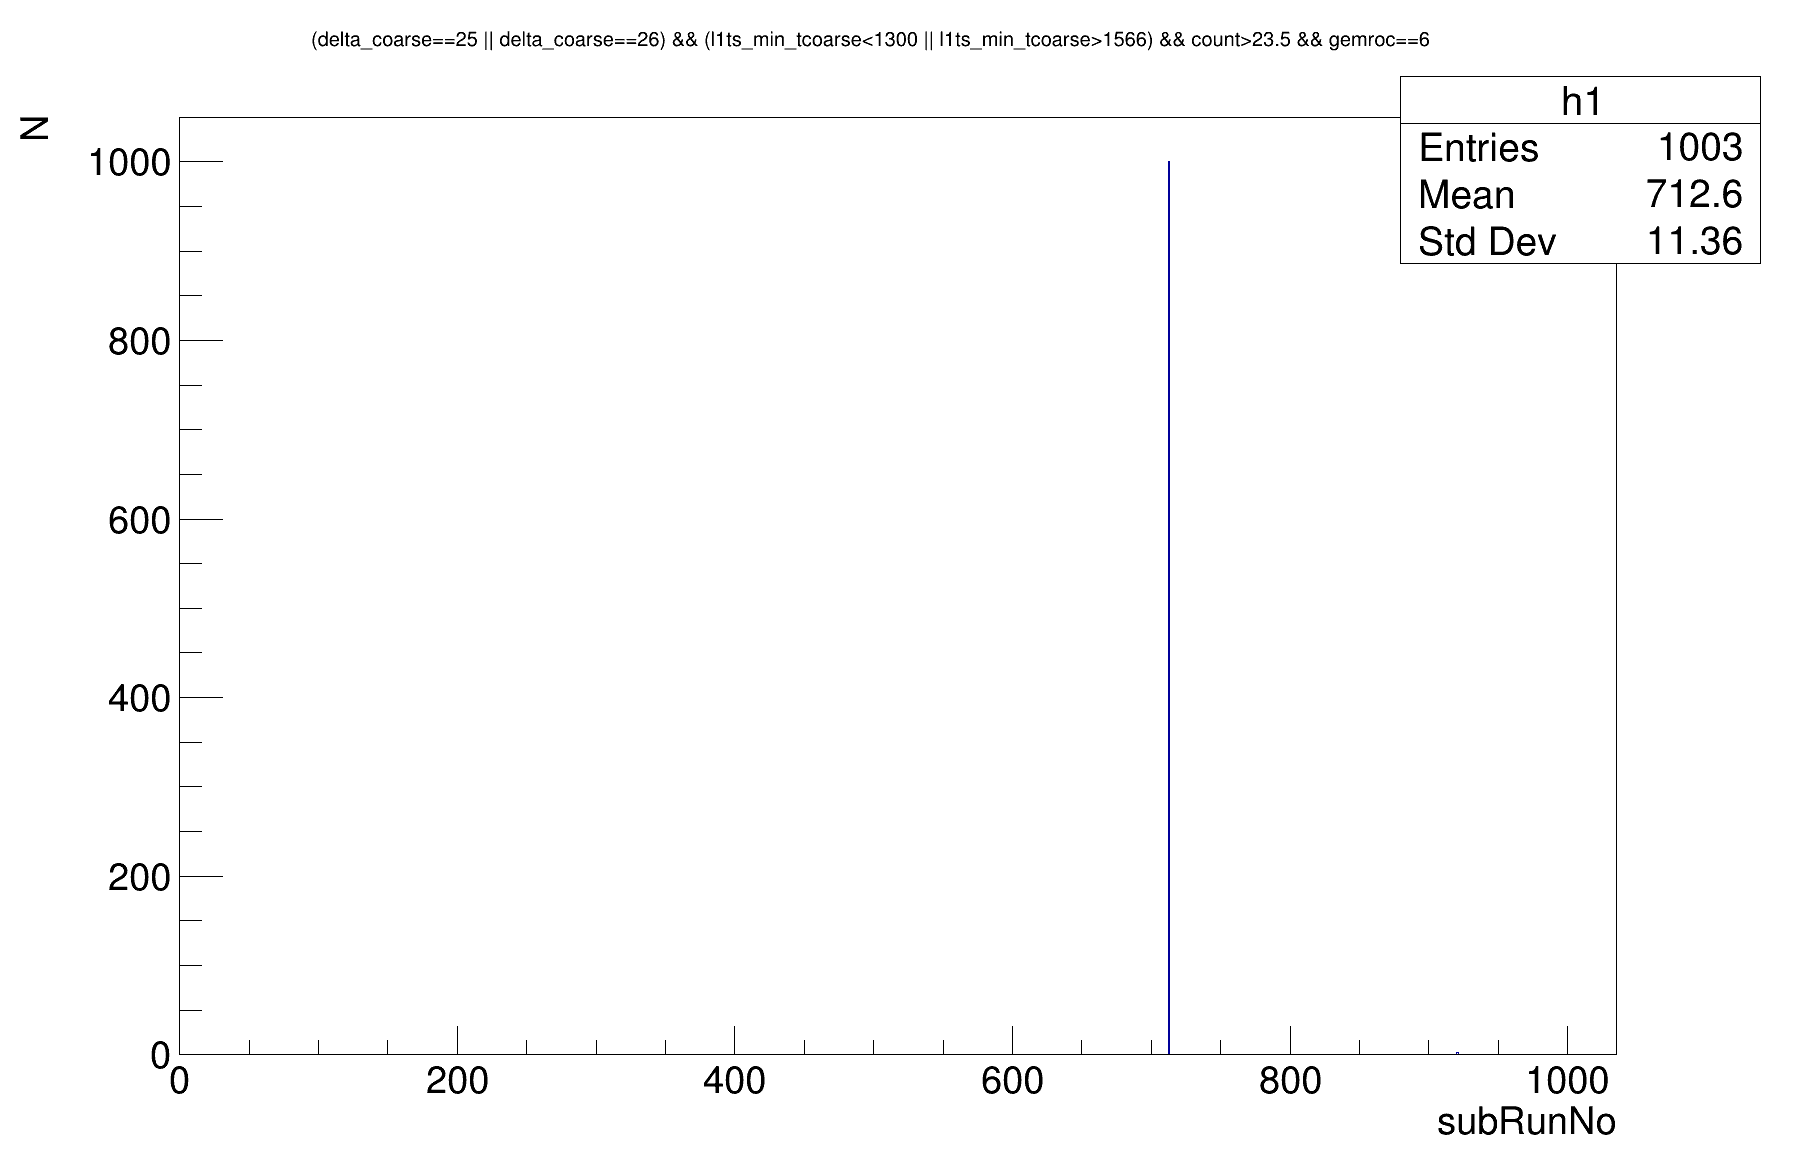 (delta_coarse==25 || delta_coarse==26) && (l1ts_min_tcoarse<1300 || l1ts_min_tcoarse>1566) && count>23.5 && gemroc==6
h1
Entries 1003
Mean 712.6
Std Dev 11.36
N
1000
800
600
400
200
0
0 200 400 600 800 1000
subRunNo